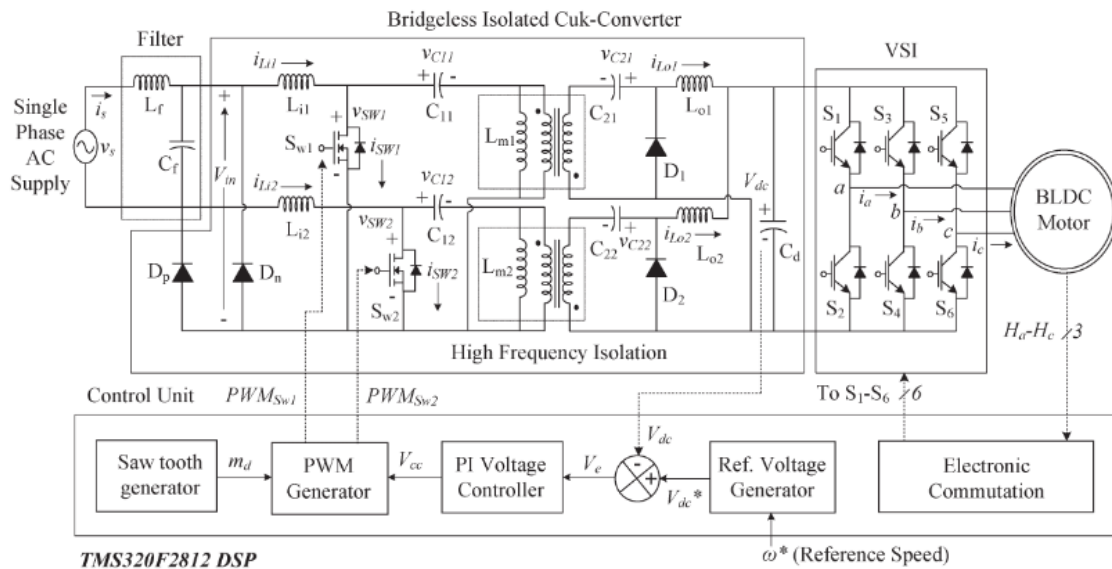 Bridgeless Isolated Cuk-Converter
Filter
VSI
Single
Phase
AC
Supply
i_s
v_s
L_f
C_f
V_in
D_p
D_n
i_Li1
L_i1
i_Li2
L_i2
v_SW1
S_w1
i_SW1
v_SW2
S_w2
i_SW2
v_C11
+ -
C_11
v_C12
+ -
C_12
L_m1
L_m2
v_C21
- +
C_21
C_22
v_C22
- +
i_Lo1
L_o1
i_Lo2
L_o2
D_1
D_2
V_dc
+
-
C_d
S_1
S_3
S_5
a
i_a
b
i_b
c
i_c
S_2
S_4
S_6
BLDC
Motor
H_a-H_c
3
High Frequency Isolation
Control Unit
PWM_Sw1
PWM_Sw2
To S_1-S_6
6
Saw tooth
generator
m_d
PWM
Generator
V_cc
PI Voltage
Controller
V_e
V_dc
-
+
V_dc*
Ref. Voltage
Generator
Electronic
Commutation
ω* (Reference Speed)
TMS320F2812 DSP